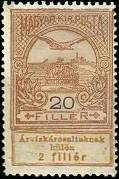 MAGYAR KIR. POSTA
20
FILLÉR
Árvízkárosultaknak
külön
2 fillér